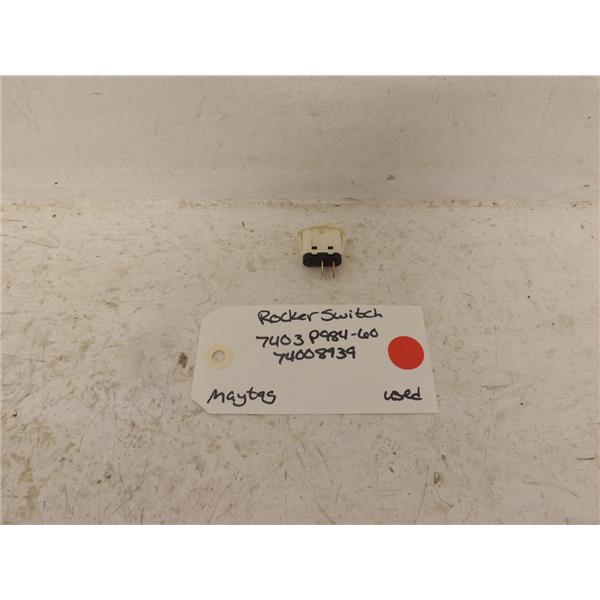 Rocker Switch
7403P984-60
74008939
Maytag used